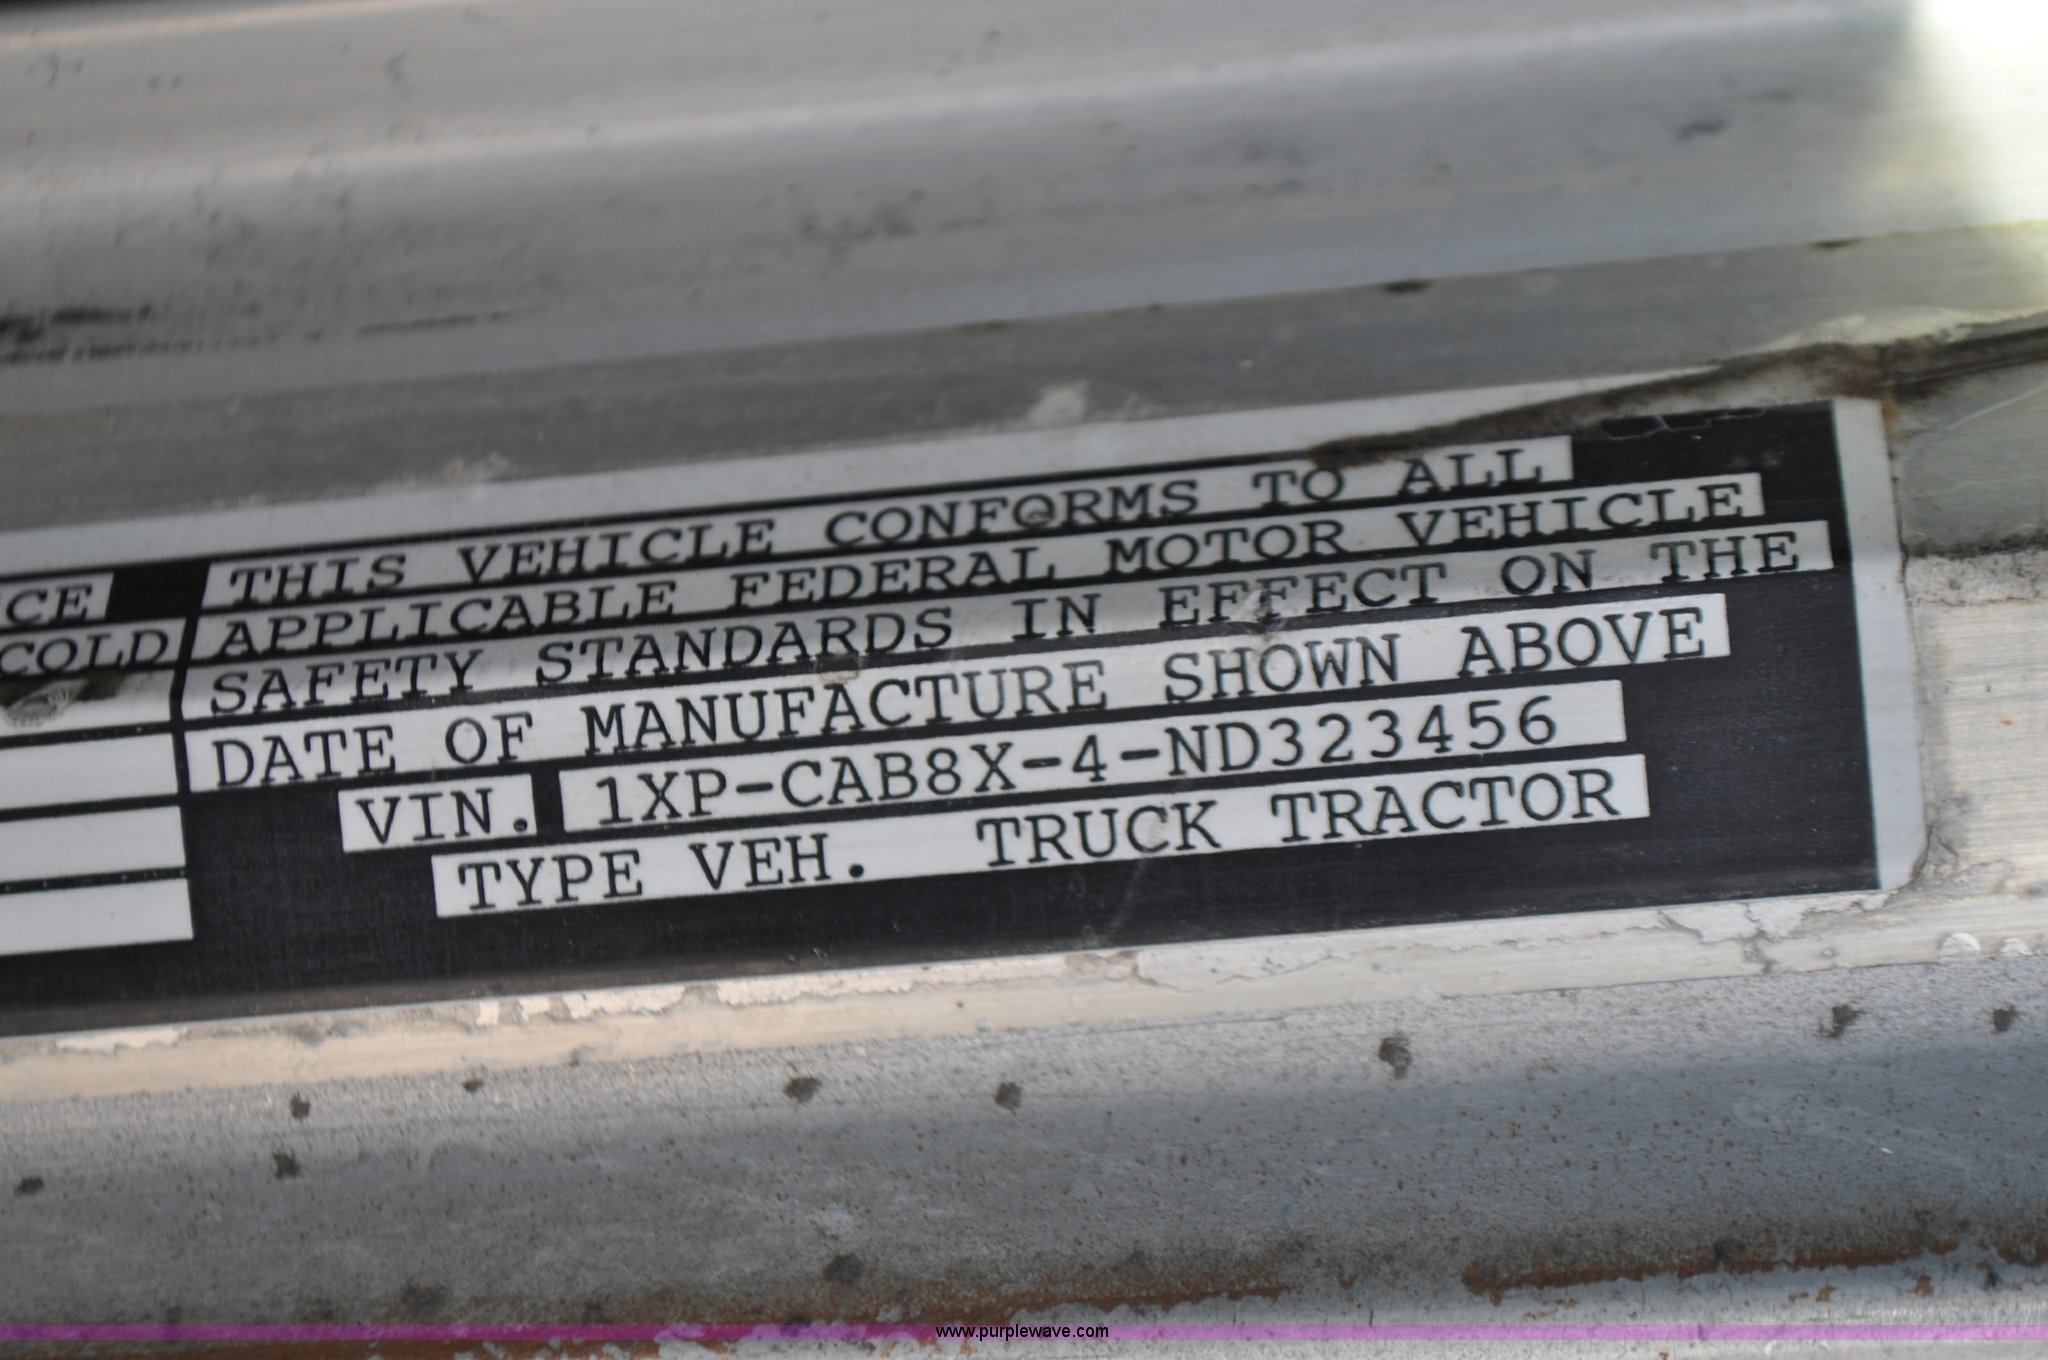 THIS VEHICLE CONFORMS TO ALL
ICE APPLICABLE FEDERAL MOTOR VEHICLE
COLD SAFETY STANDARDS IN EFFECT ON THE
DATE OF MANUFACTURE SHOWN ABOVE
VIN. 1XP-CAB8X-4-ND323456
TYPE VEH. TRUCK TRACTOR
www.purplewave.com